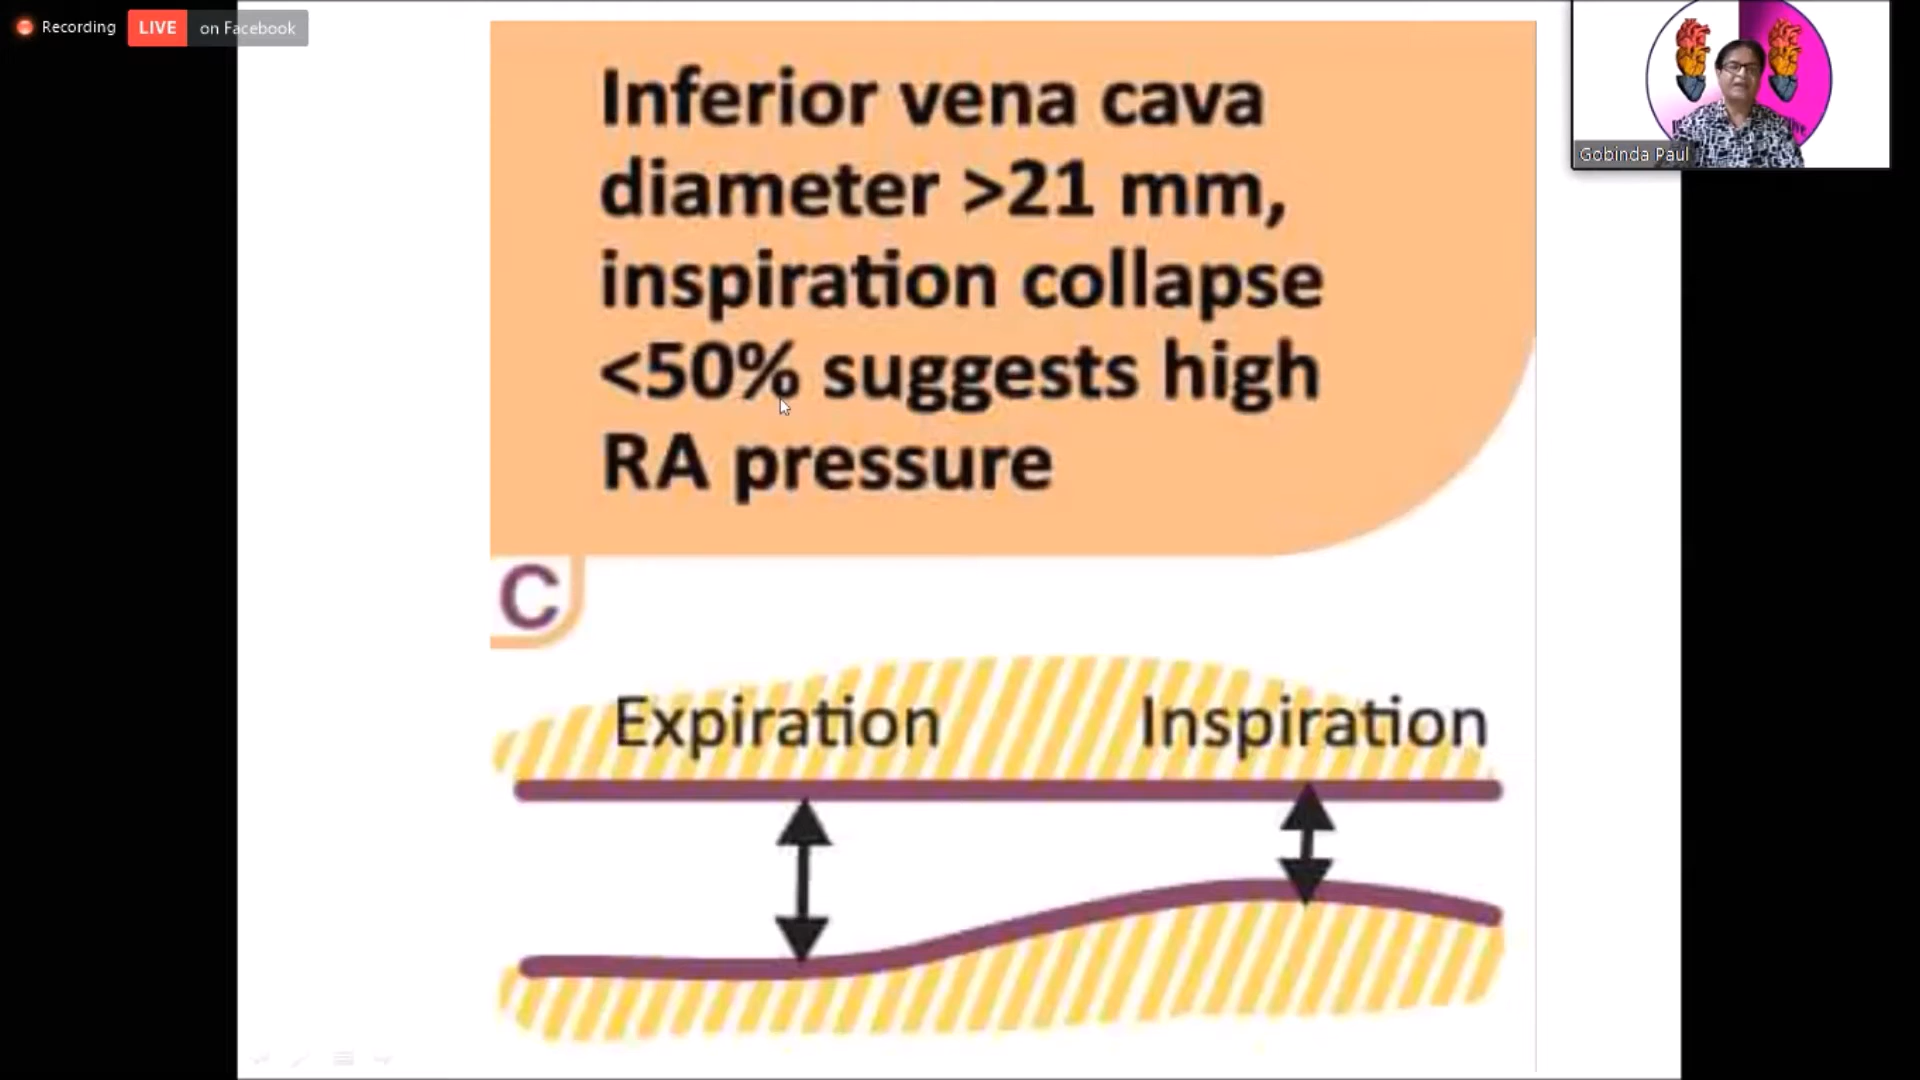 Recording
LIVE on Facebook
Inferior vena cava
diameter >21 mm,
inspiration collapse
<50% suggests high
RA pressure
Gobinda Paul
C
Expiration
Inspiration